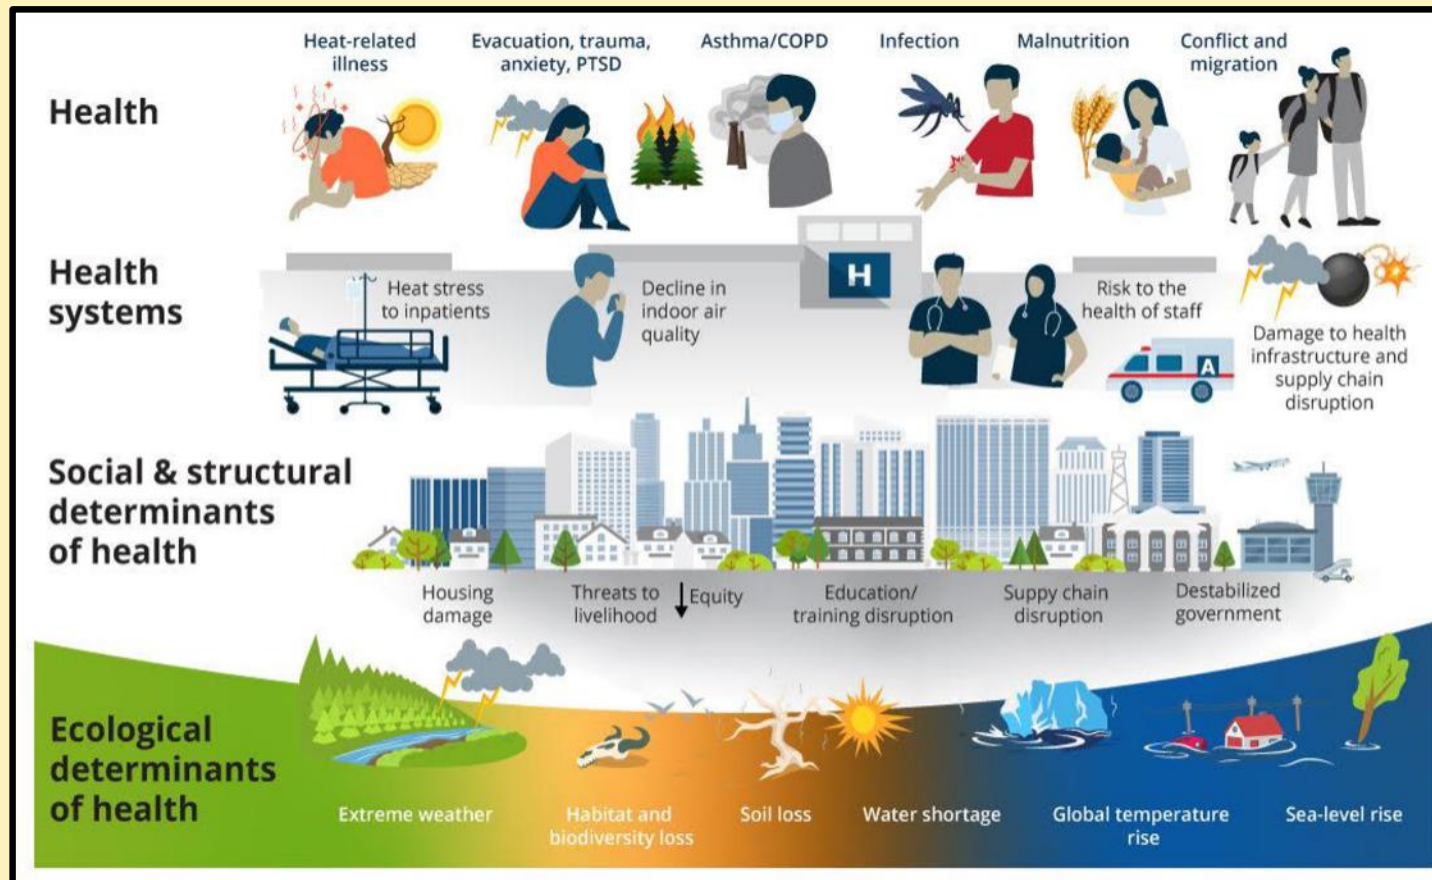 Health
Heat-related
illness
Evacuation, trauma,
anxiety, PTSD
Asthma/COPD
Infection
Malnutrition
Conflict and
migration
Health
systems
Heat stress
to inpatients
Decline in
indoor air
quality
H
Risk to the
health of staff
A
Damage to health
infrastructure and
supply chain
disruption
Social & structural
determinants
of health
Housing
damage
Threats to
livelihood
Equity
Education/
training disruption
Suppy chain
disruption
Destabilized
government
Ecological
determinants
of health
Extreme weather
Habitat and
biodiversity loss
Soil loss
Water shortage
Global temperature
rise
Sea-level rise